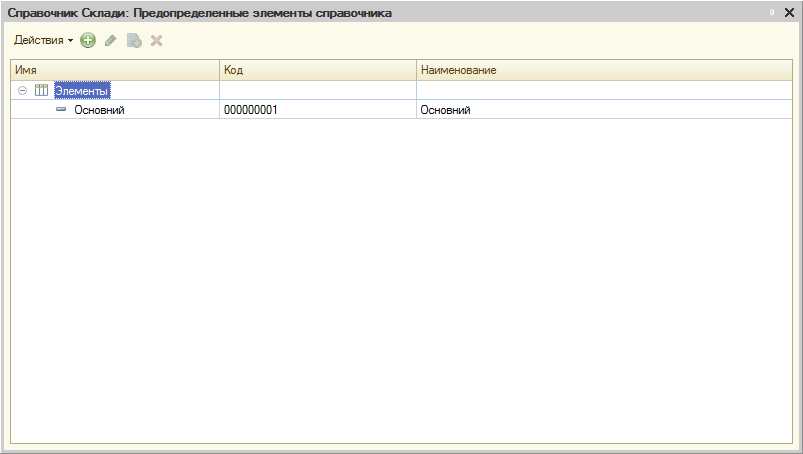 Справочник Склади: Предопределенные элементы справочника
Действия
Имя Код Наименование
Элементы
Основний 000000001 Основний